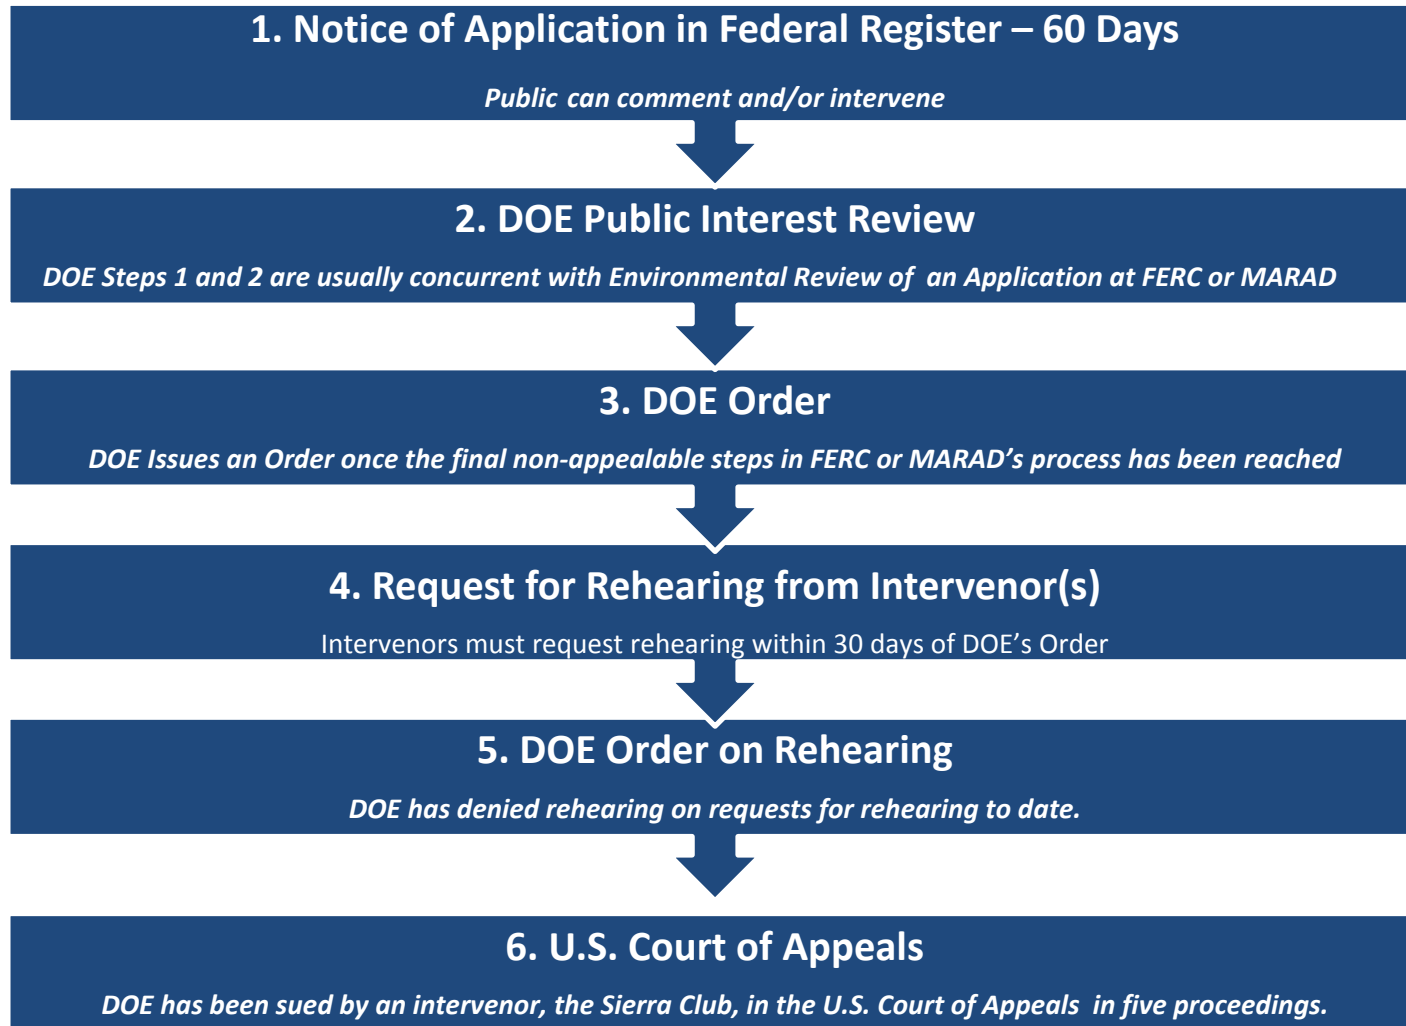 1. Notice of Application in Federal Register – 60 Days
Public can comment and/or intervene
2. DOE Public Interest Review
DOE Steps 1 and 2 are usually concurrent with Environmental Review of an Application at FERC or MARAD
3. DOE Order
DOE Issues an Order once the final non-appealable steps in FERC or MARAD’s process has been reached
4. Request for Rehearing from Intervenor(s)
Intervenors must request rehearing within 30 days of DOE’s Order
5. DOE Order on Rehearing
DOE has denied rehearing on requests for rehearing to date.
6. U.S. Court of Appeals
DOE has been sued by an intervenor, the Sierra Club, in the U.S. Court of Appeals in five proceedings.